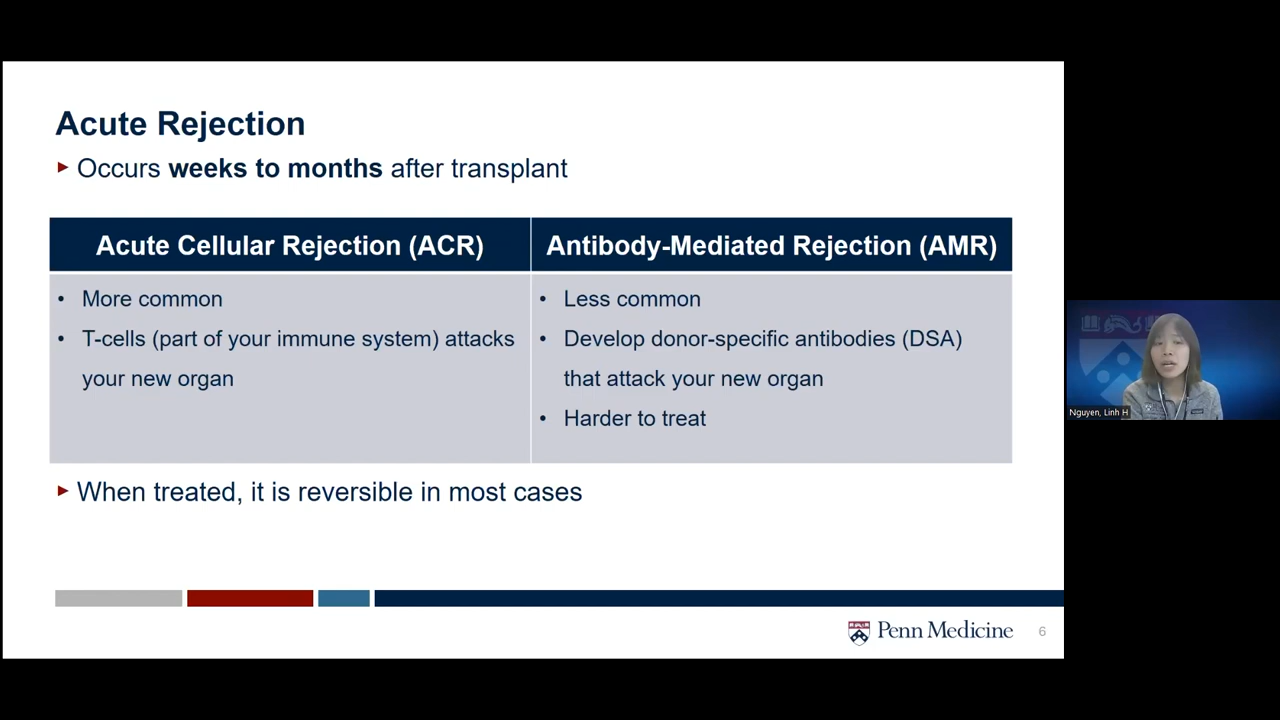 Acute Rejection
Occurs weeks to months after transplant
Acute Cellular Rejection (ACR)
Antibody-Mediated Rejection (AMR)
• More common
• T-cells (part of your immune system) attacks
your new organ
• Less common
• Develop donor-specific antibodies (DSA)
that attack your new organ
• Harder to treat
When treated, it is reversible in most cases
Penn Medicine
6
Nguyen, Linh H